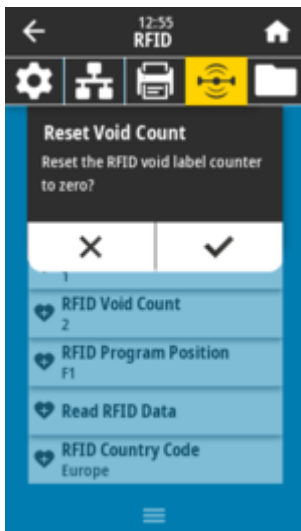 12:55
RFID
Reset Void Count
Reset the RFID void label counter
to zero?
1
RFID Void Count
2
RFID Program Position
F1
Read RFID Data
RFID Country Code
Europe